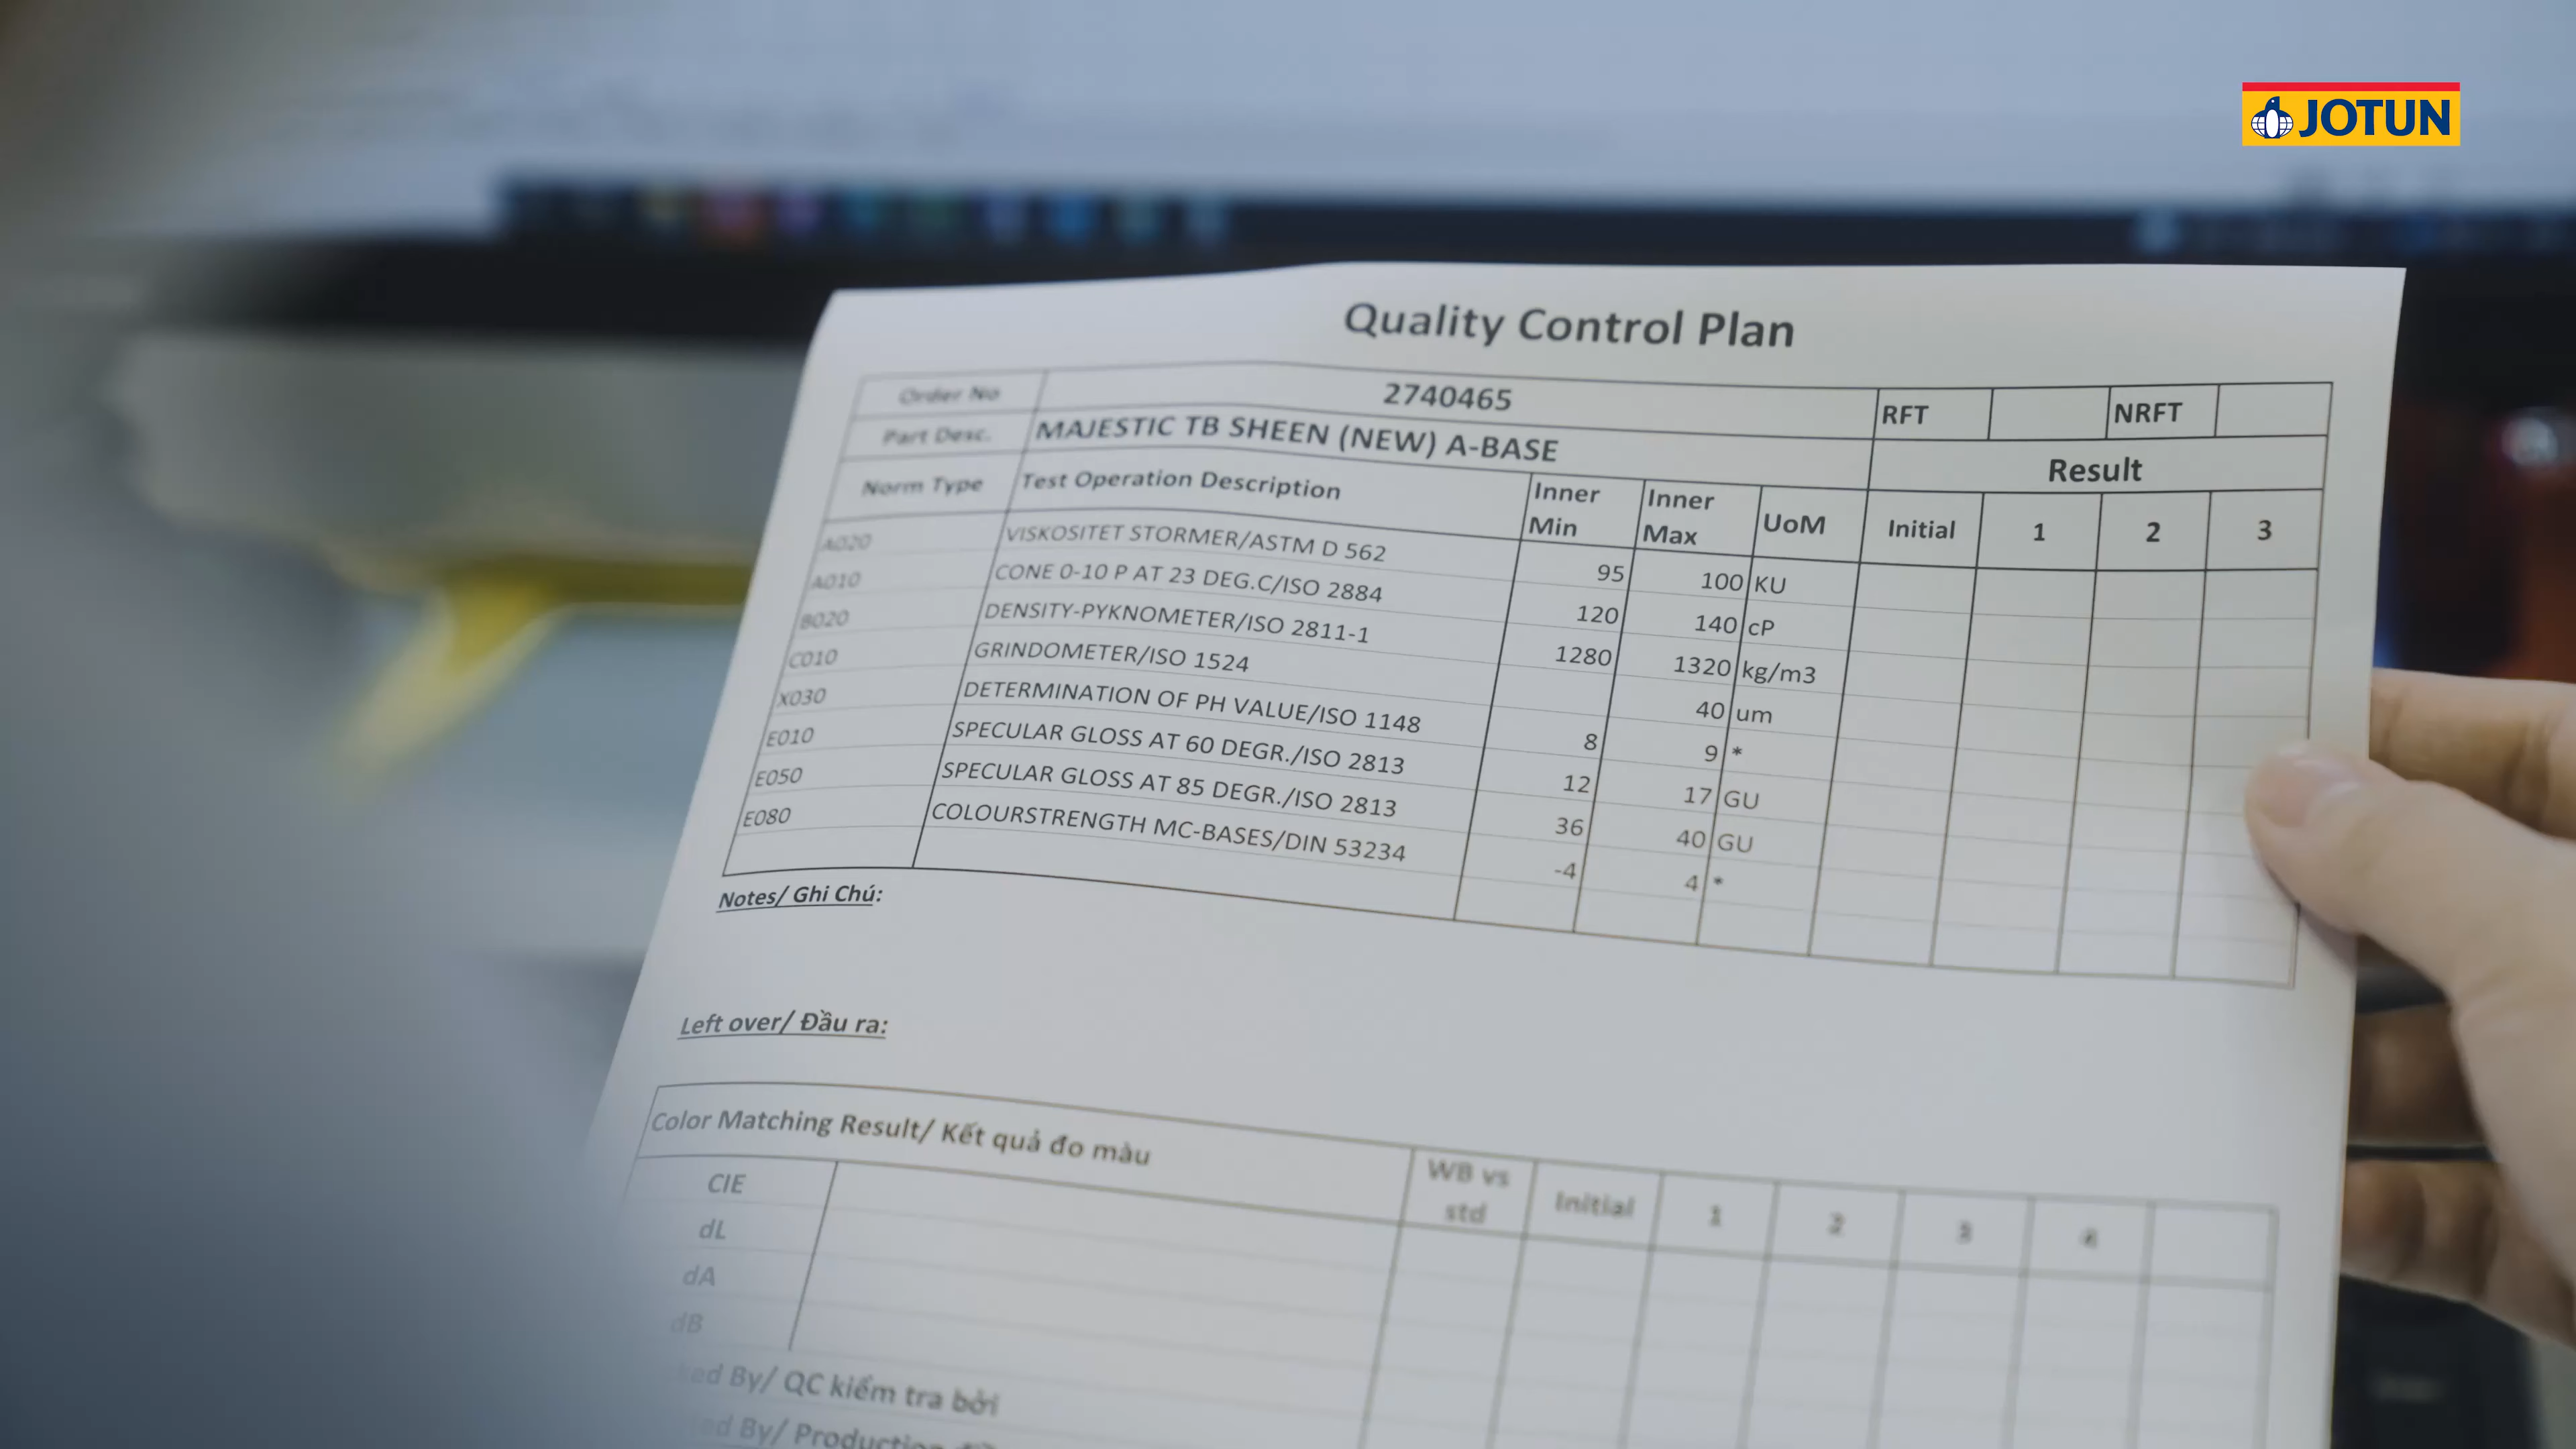 JOTUN
Quality Control Plan
Order No 2740465 RFT NRFT
Part Desc. MAJESTIC TB SHEEN (NEW) A-BASE Result
Norm Type Test Operation Description Inner Min Inner Max UoM Initial 1 2 3
A020 VISKOSITET STORMER/ASTM D 562 95 100 KU
A010 CONE 0-10 P AT 23 DEG.C/ISO 2884 120 140 cP
B020 DENSITY-PYKNOMETER/ISO 2811-1 1280 1320 kg/m3
C010 GRINDOMETER/ISO 1524 40 um
X030 DETERMINATION OF PH VALUE/ISO 1148 8 9 *
E010 SPECULAR GLOSS AT 60 DEGR./ISO 2813 12 17 GU
E050 SPECULAR GLOSS AT 85 DEGR./ISO 2813 36 40 GU
E080 COLOURSTRENGTH MC-BASES/DIN 53234 -4 4 *
Notes/ Ghi Chú:
Left over/ Đầu ra:
Color Matching Result/ Kết quả đo màu WB vs std Initial 1 2 3 4
CIE
dL
dA
dB
By/ QC kiểm tra bởi
By/ Production